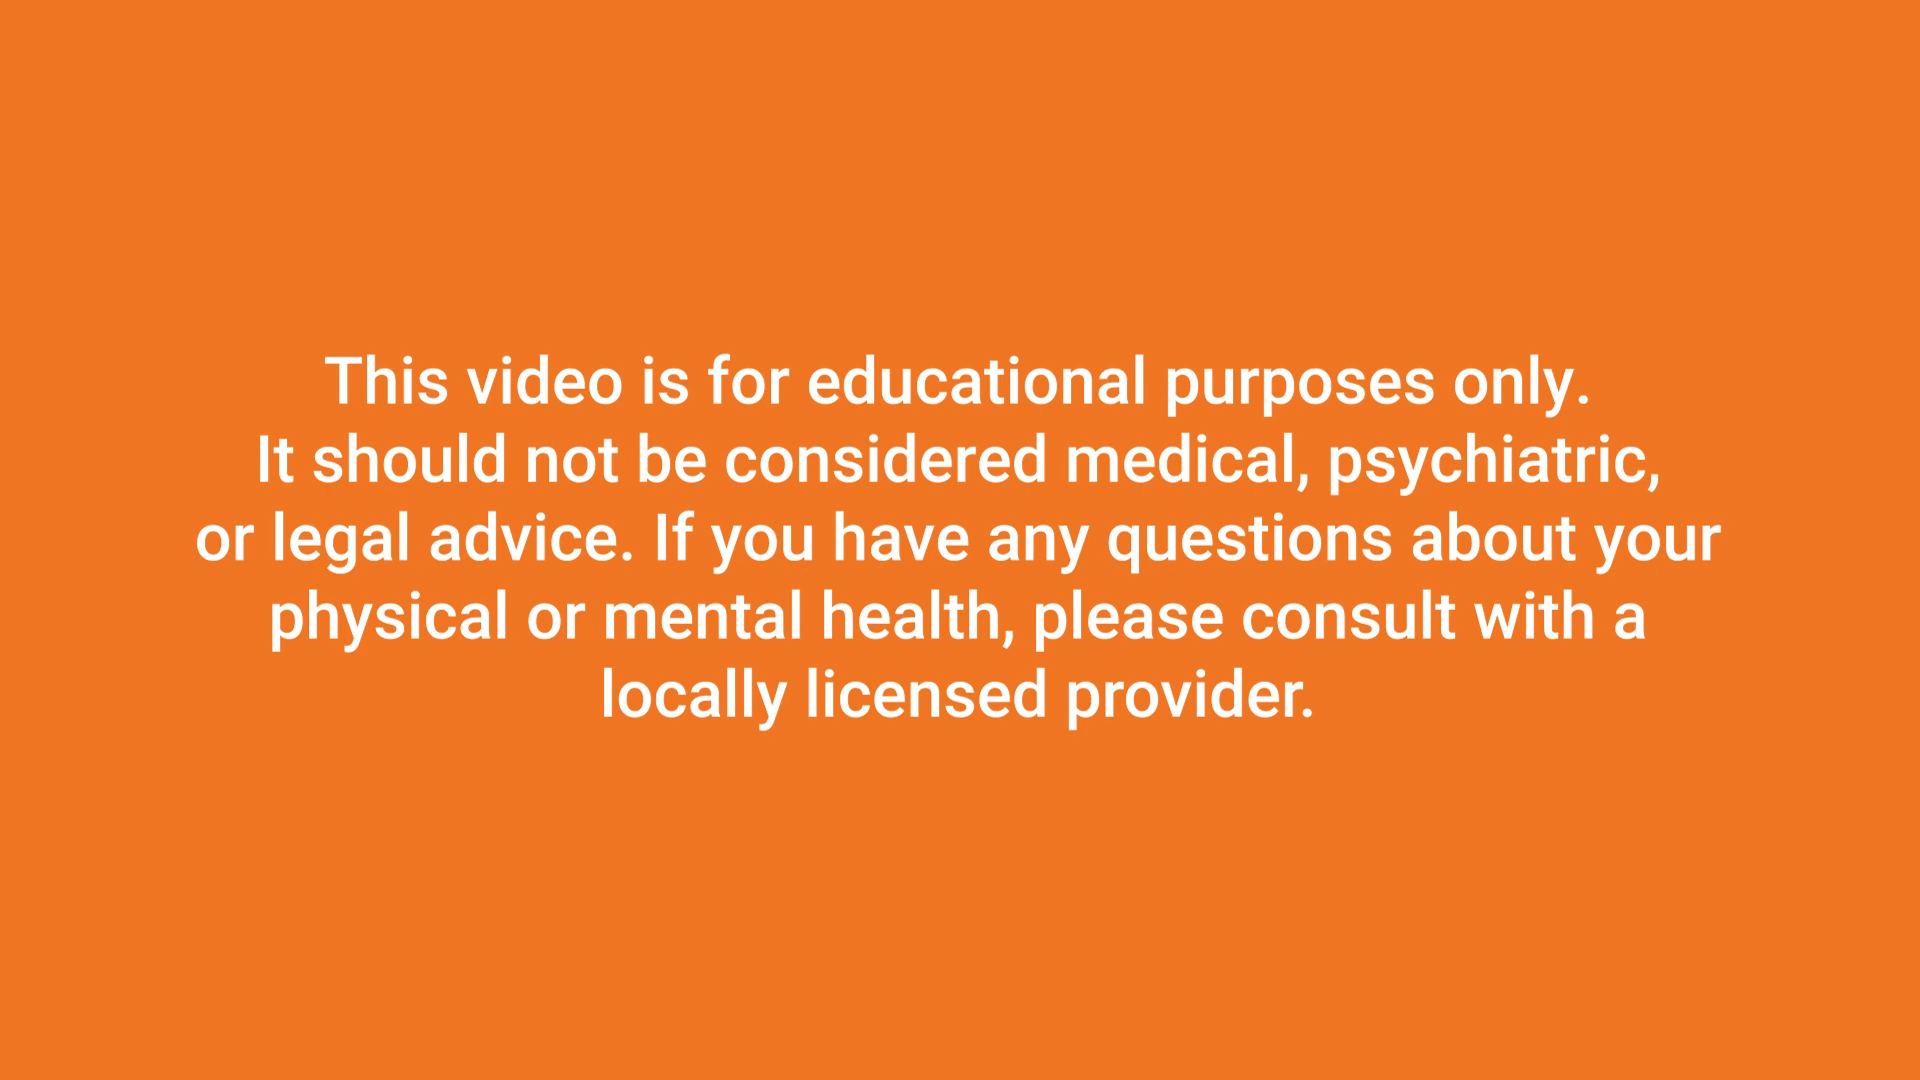 This video is for educational purposes only.
It should not be considered medical, psychiatric,
or legal advice. If you have any questions about your
physical or mental health, please consult with a
locally licensed provider.